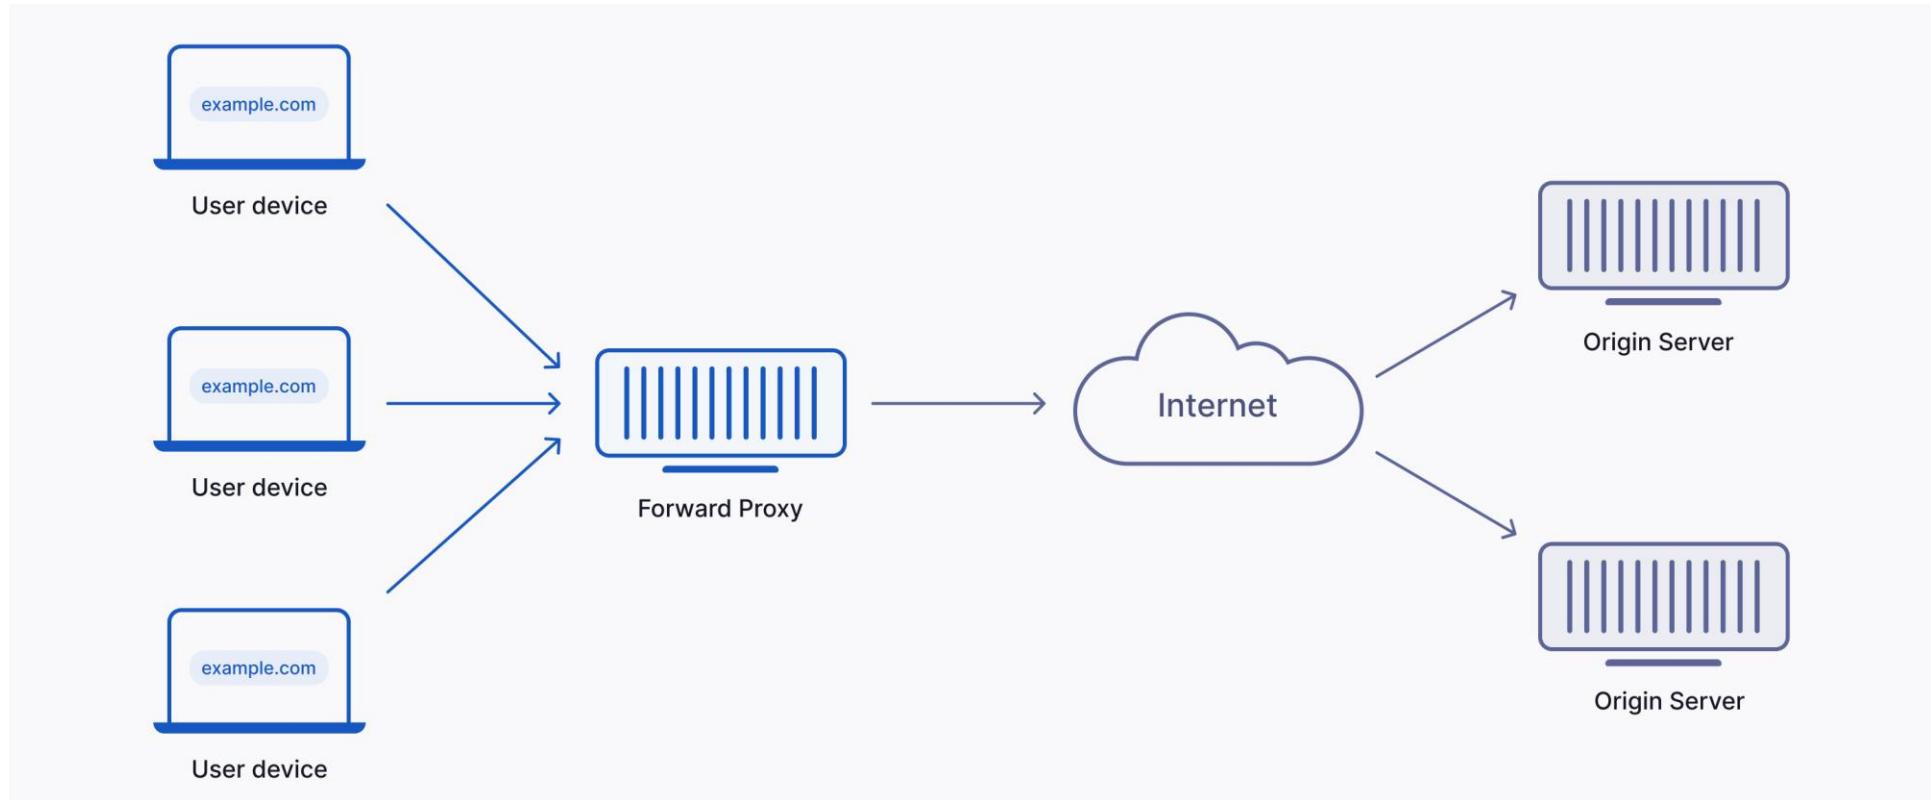 example.com
User device
example.com
User device
example.com
User device
Forward Proxy
Internet
Origin Server
Origin Server